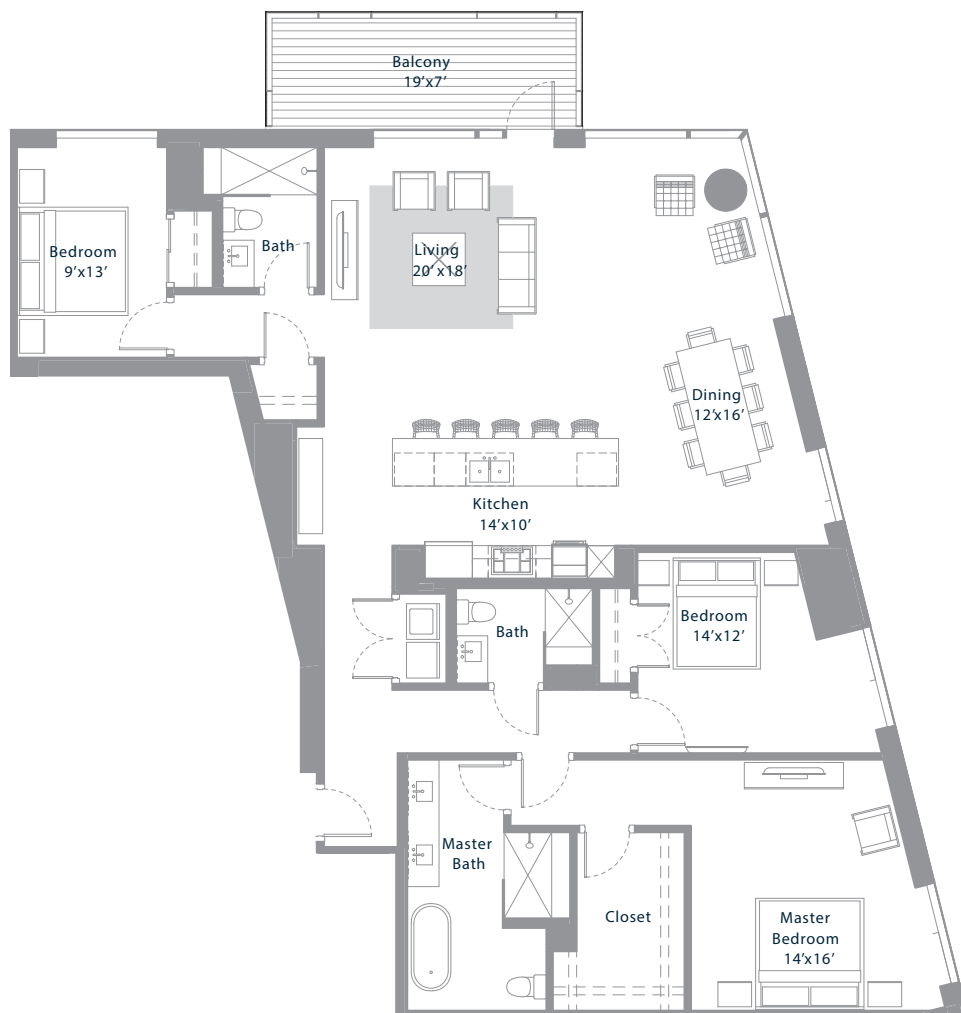 Balcony
19'x7'
Bedroom
9'x13'
Bath
Living
20'x18'
Dining
12'x16'
Kitchen
14'x10'
Bath
Bedroom
14'x12'
Master
Bath
Closet
Master
Bedroom
14'x16'